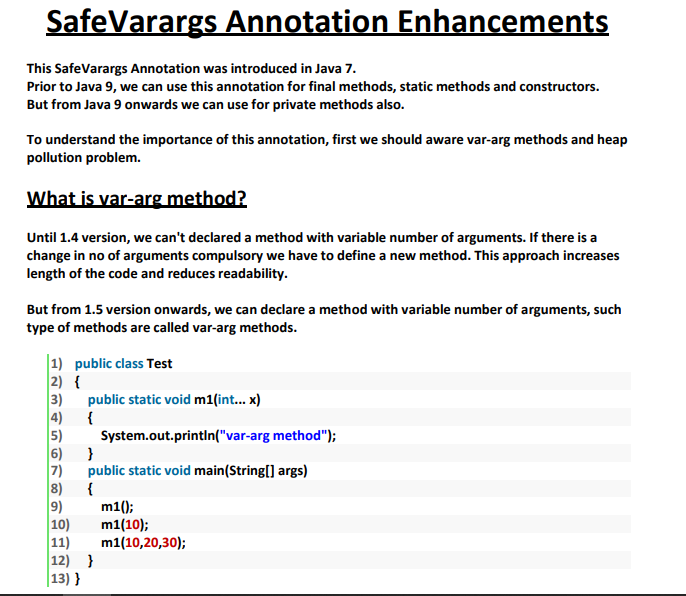 SafeVarargs Annotation Enhancements
This SafeVarargs Annotation was introduced in Java 7.
Prior to Java 9, we can use this annotation for final methods, static methods and constructors.
But from Java 9 onwards we can use for private methods also.
To understand the importance of this annotation, first we should aware var-arg methods and heap
pollution problem.
What is var-arg method?
Until 1.4 version, we can't declared a method with variable number of arguments. If there is a
change in no of arguments compulsory we have to define a new method. This approach increases
length of the code and reduces readability.
But from 1.5 version onwards, we can declare a method with variable number of arguments, such
type of methods are called var-arg methods.
1) public class Test
2) {
3) public static void m1(int... x)
4) {
5) System.out.println("var-arg method");
6) }
7) public static void main(String[] args)
8) {
9) m1();
10) m1(10);
11) m1(10,20,30);
12) }
13) }